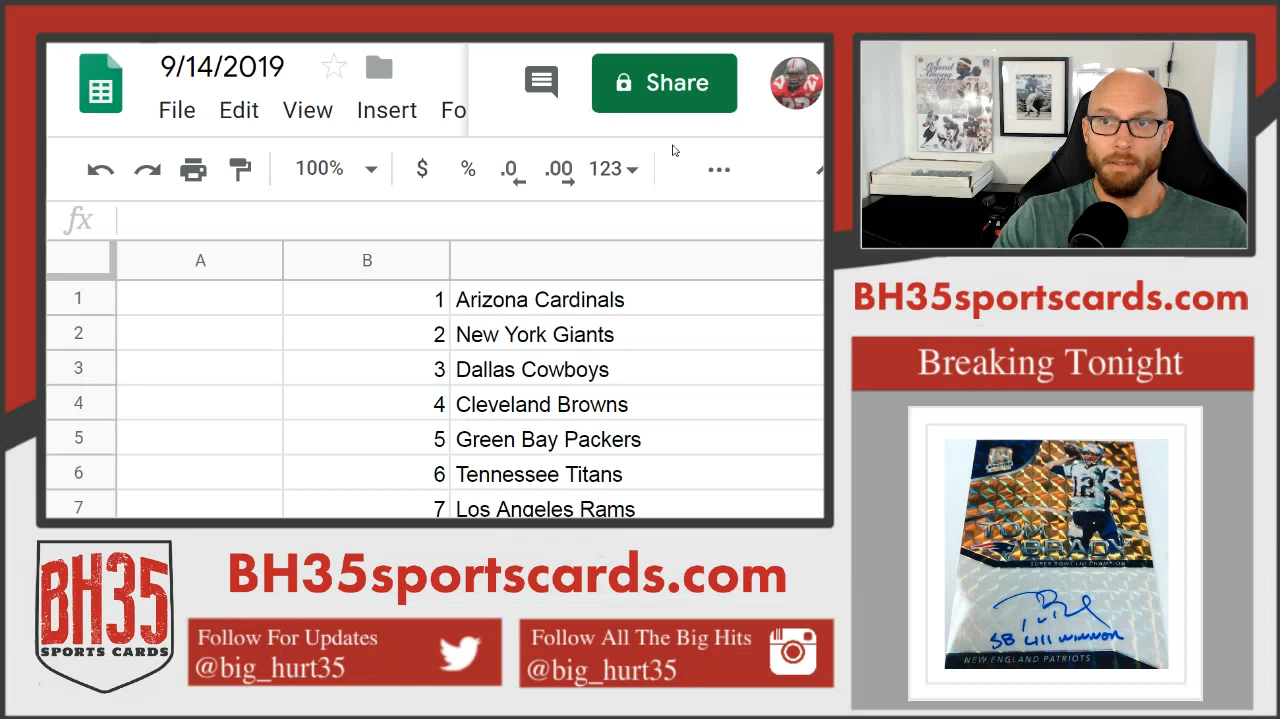 9/14/2019
Share
File Edit View Insert Fo
100% $ % .0 .00 123 ...
fx
A B
1 1 Arizona Cardinals
2 2 New York Giants
3 3 Dallas Cowboys
4 4 Cleveland Browns
5 5 Green Bay Packers
6 6 Tennessee Titans
7 7 Los Angeles Rams
BH35sportscards.com
Breaking Tonight
12
TOM
BRADY
SUPER BOWL LIII CHAMPION
SB LIII WINNER
NEW ENGLAND PATRIOTS
BH35
SPORTS CARDS
BH35sportscards.com
Follow For Updates
@big_hurt35
Follow All The Big Hits
@big_hurt35